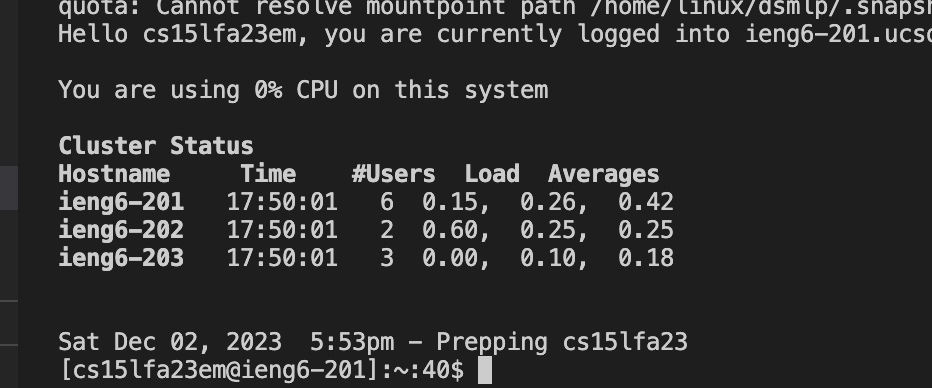 quota: Cannot resolve mountpoint path /home/linux/dsmlp/.snaps
Hello cs15lfa23em, you are currently logged into ieng6-201.ucs
You are using 0% CPU on this system
Cluster Status
Hostname     Time    #Users  Load  Averages
ieng6-201   17:50:01   6  0.15,  0.26,  0.42
ieng6-202   17:50:01   2  0.60,  0.25,  0.25
ieng6-203   17:50:01   3  0.00,  0.10,  0.18
Sat Dec 02, 2023  5:53pm - Prepping cs15lfa23
[cs15lfa23em@ieng6-201]:~:40$